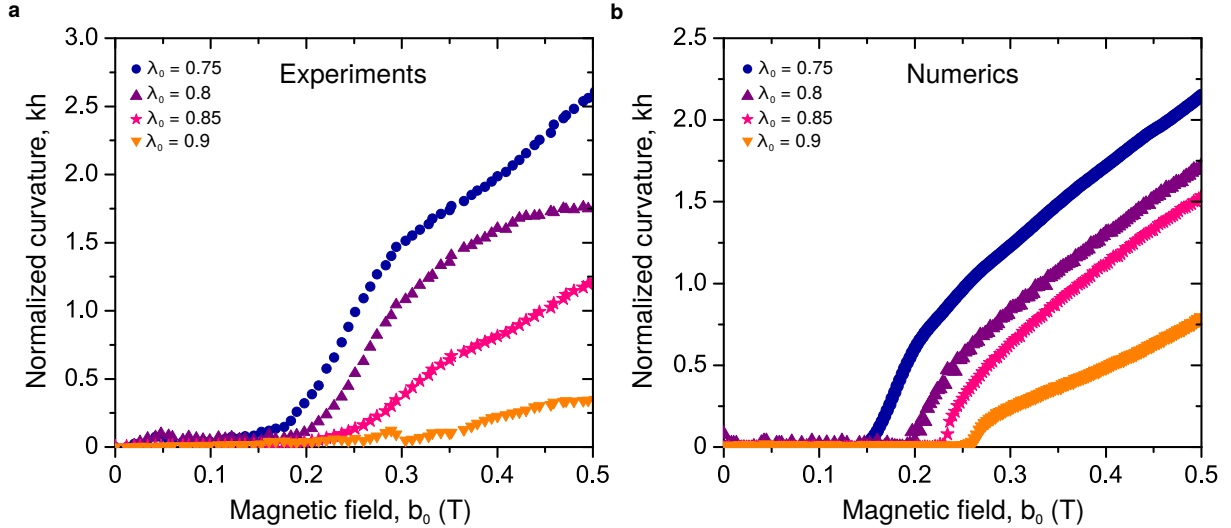 a
Experiments
λ₀ = 0.75
λ₀ = 0.8
λ₀ = 0.85
λ₀ = 0.9
Normalized curvature, kh
3.0
2.5
2.0
1.5
1.0
0.5
0
0 0.1 0.2 0.3 0.4 0.5
Magnetic field, b₀ (T)
b
Numerics
λ₀ = 0.75
λ₀ = 0.8
λ₀ = 0.85
λ₀ = 0.9
Normalized curvature, kh
2.5
2.0
1.5
1.0
0.5
0
0 0.1 0.2 0.3 0.4 0.5
Magnetic field, b₀ (T)